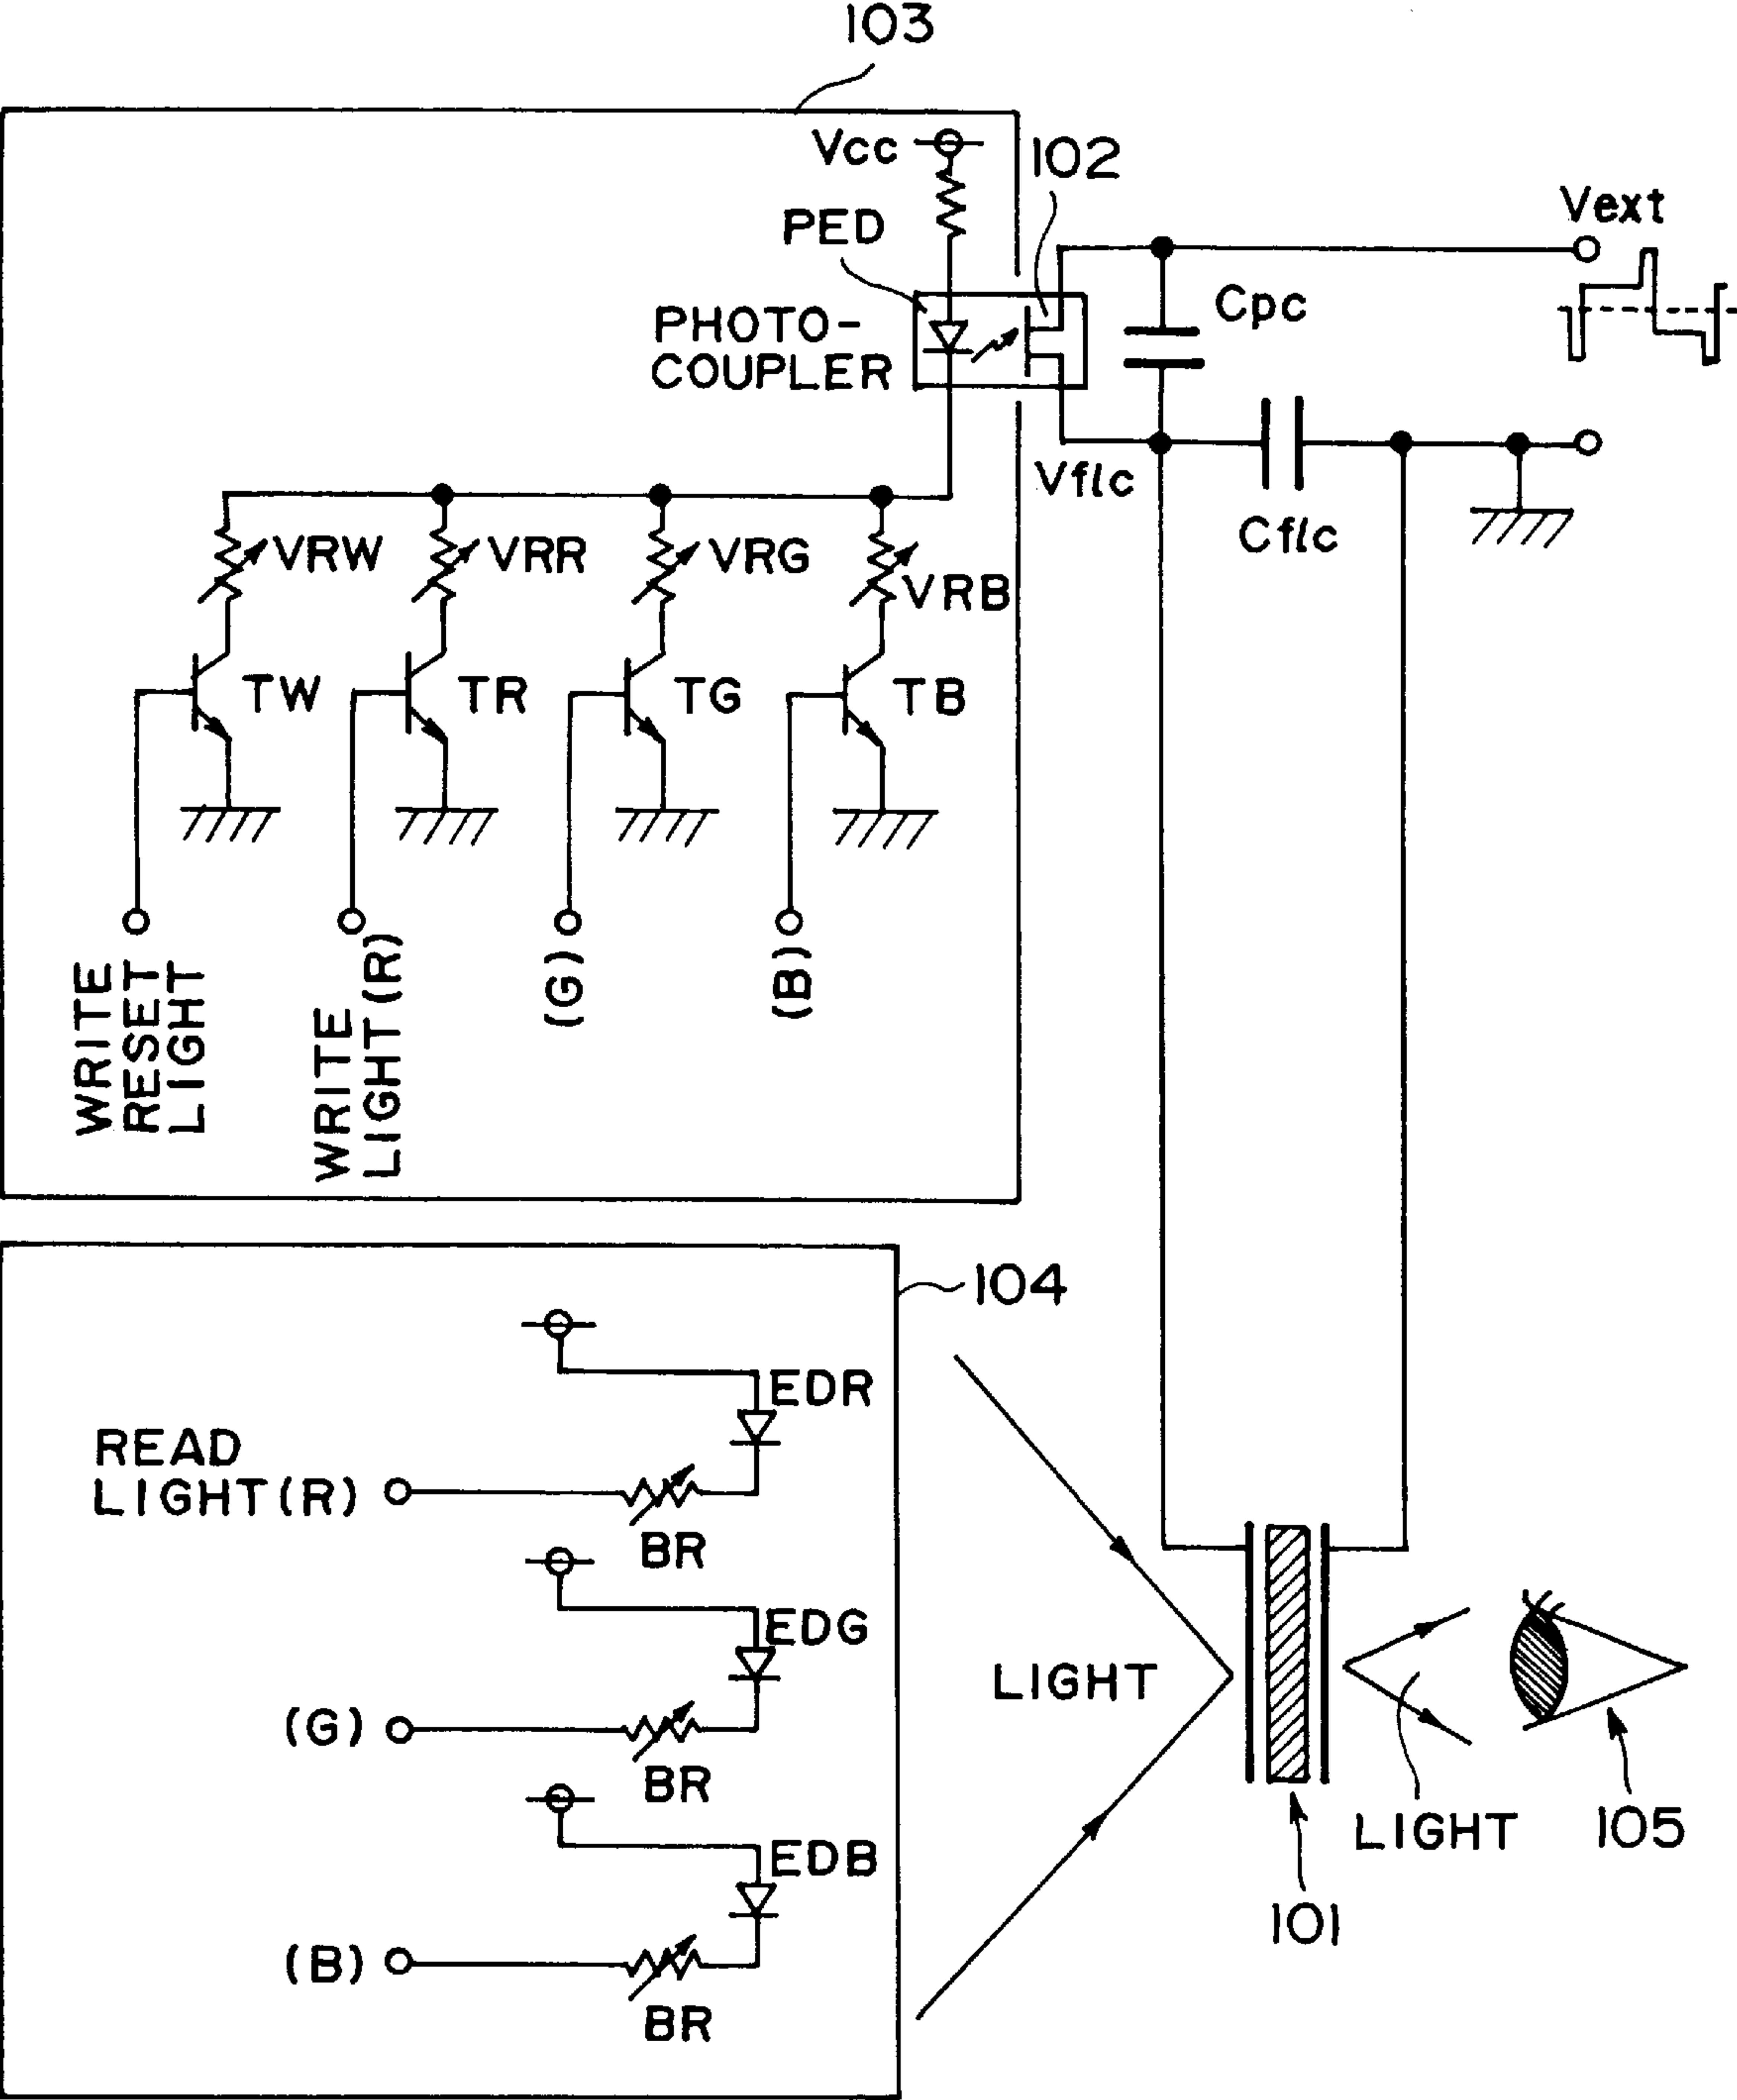 103
Vcc
102
PED
Vext
PHOTO-
COUPLER
Cpc
Vflc
Cflc
VRW
VRR
VRG
VRB
TW
TR
TG
TB
WRITE
RESET
LIGHT
WRITE
LIGHT(R)
(G)
(B)
104
EDR
READ
LIGHT(R)
BR
EDG
(G)
BR
EDB
(B)
BR
LIGHT
LIGHT
105
101